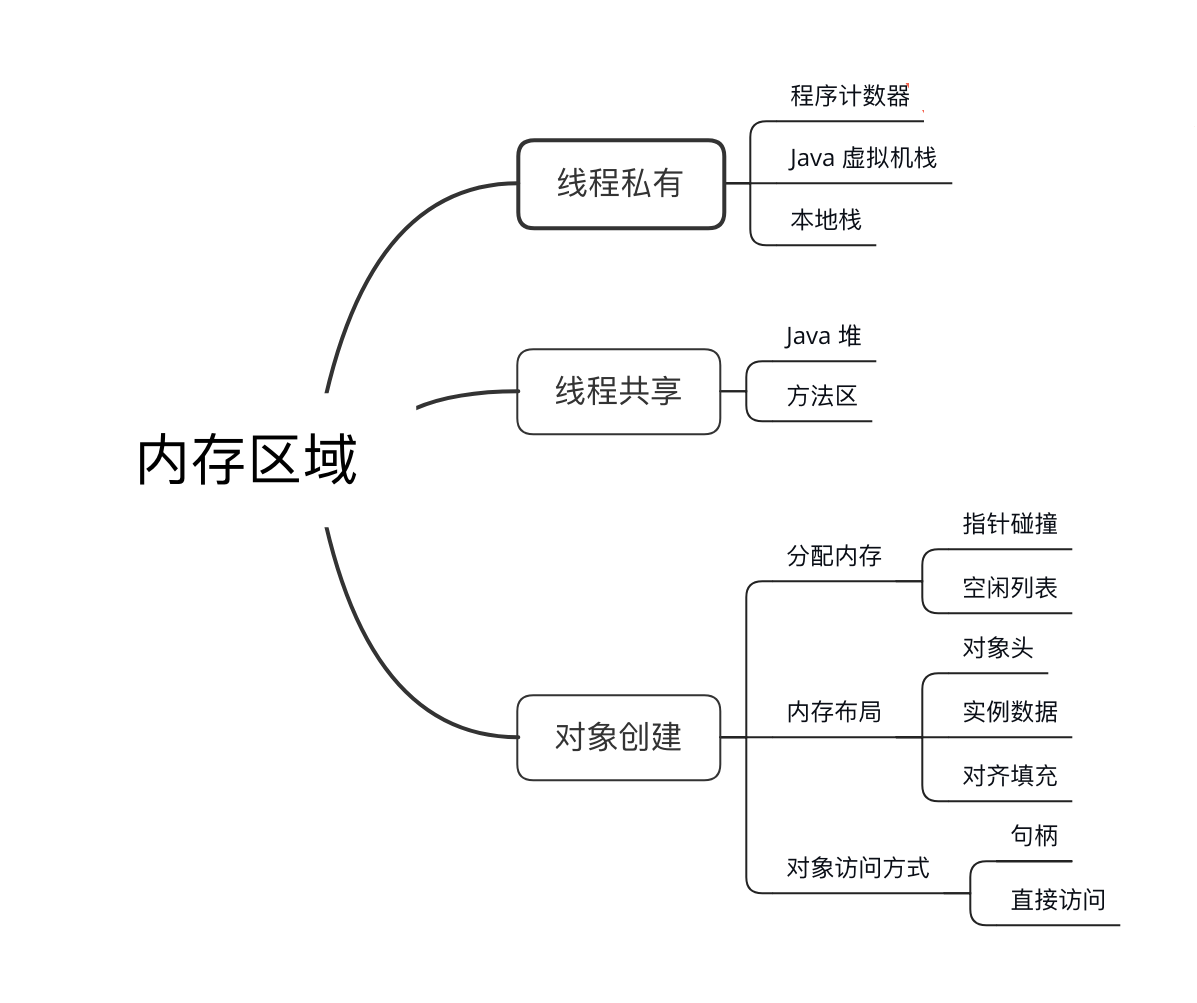 内存区域
线程私有
程序计数器
Java 虚拟机栈
本地栈
线程共享
Java 堆
方法区
对象创建
分配内存
指针碰撞
空闲列表
内存布局
对象头
实例数据
对齐填充
对象访问方式
句柄
直接访问